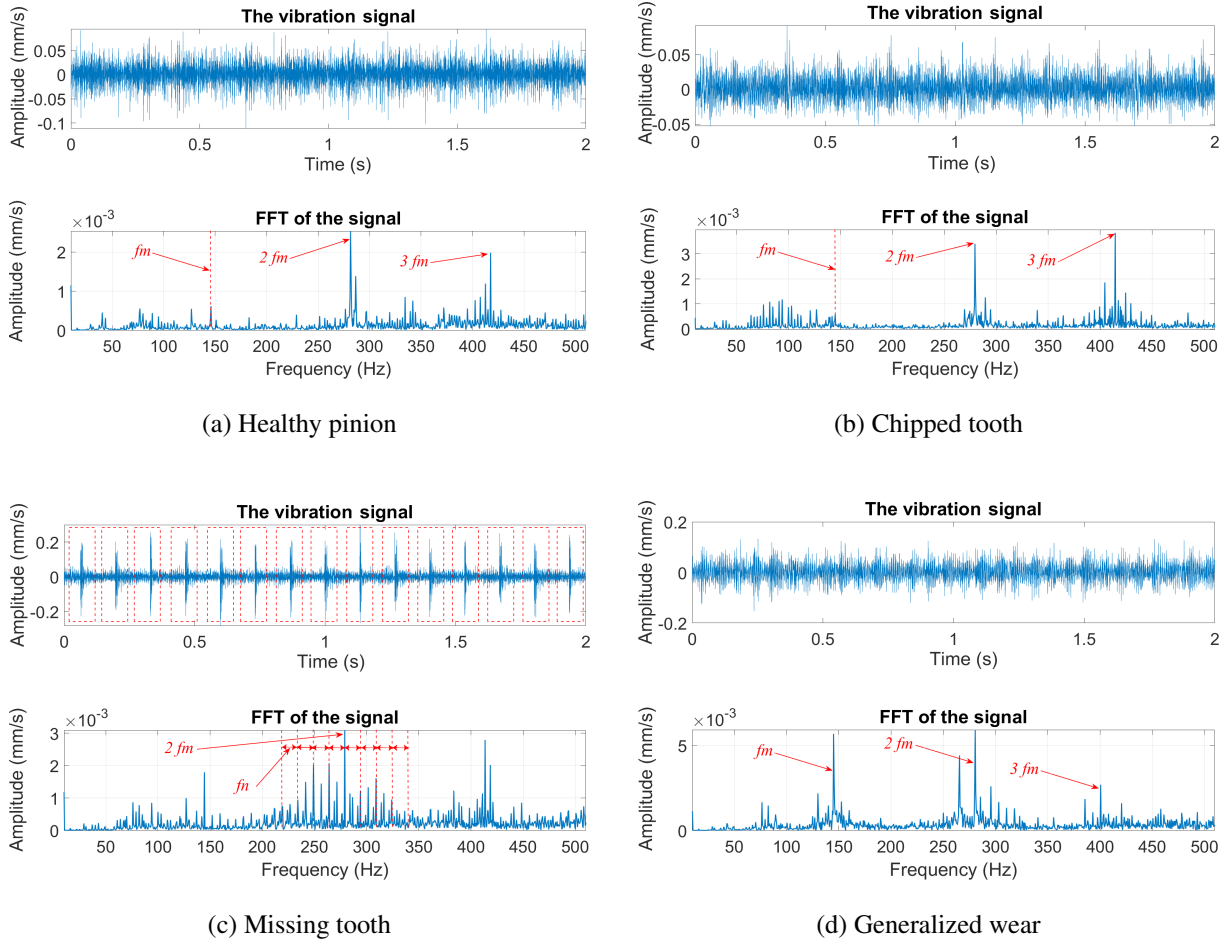 The vibration signal
Amplitude (mm/s)
0.05
0
-0.05
-0.1
0 0.5 1 1.5 2
Time (s)
FFT of the signal
×10⁻³
Amplitude (mm/s)
2
1
0
fm
2 fm
3 fm
50 100 150 200 250 300 350 400 450 500
Frequency (Hz)
(a) Healthy pinion
The vibration signal
Amplitude (mm/s)
0.05
0
-0.05
0 0.5 1 1.5 2
Time (s)
FFT of the signal
×10⁻³
Amplitude (mm/s)
3
2
1
0
fm
2 fm
3 fm
50 100 150 200 250 300 350 400 450 500
Frequency (Hz)
(b) Chipped tooth
The vibration signal
Amplitude (mm/s)
0.2
0
-0.2
0 0.5 1 1.5 2
Time (s)
FFT of the signal
×10⁻³
Amplitude (mm/s)
3
2
1
0
2 fm
fn
50 100 150 200 250 300 350 400 450 500
Frequency (Hz)
(c) Missing tooth
The vibration signal
Amplitude (mm/s)
0.2
0
-0.2
0 0.5 1 1.5 2
Time (s)
FFT of the signal
×10⁻³
Amplitude (mm/s)
5
0
fm
2 fm
3 fm
50 100 150 200 250 300 350 400 450 500
Frequency (Hz)
(d) Generalized wear